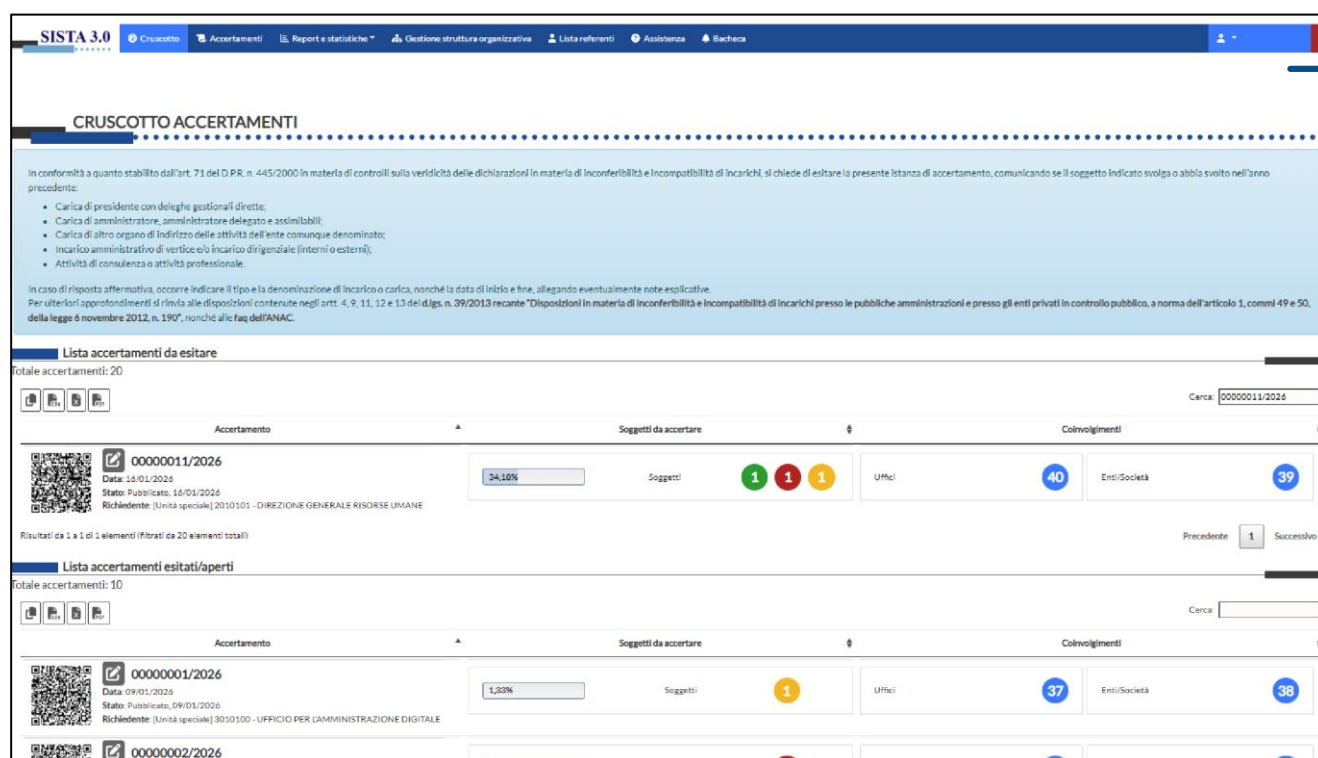 SISTA 3.0 Cruscotto Accertamenti Report e statistiche Gestione struttura organizzativa Lista referenti Assistenza Bacheca
CRUSCOTTO ACCERTAMENTI
In conformità a quanto stabilito dall'art. 71 del D.P.R. n. 445/2000 in materia di controlli sulla veridicità delle dichiarazioni in materia di inconferibilità e incompatibilità di incarichi, si chiede di esitare la presente istanza di accertamento, comunicando se il soggetto indicato svolga o abbia svolto nell'anno
precedente:
Carica di presidente con deleghe gestionali dirette;
Carica di amministratore, amministratore delegato e assimilabili;
Carica di altro organo di indirizzo delle attività dell'ente comunque denominato;
Incarico amministrativo di vertice e/o incarico dirigenziale (interni o esterni);
Attività di consulenza o attività professionale.
In caso di risposta affermativa, occorre indicare il tipo e la denominazione di incarico o carica, nonché la data di inizio e fine, allegando eventualmente note esplicative.
Per ulteriori approfondimenti si rinvia alle disposizioni contenute negli artt. 4, 9, 11, 12 e 13 del d.lgs. n. 39/2013 recante "Disposizioni in materia di inconferibilità e incompatibilità di incarichi presso le pubbliche amministrazioni e presso gli enti privati in controllo pubblico, a norma dell'articolo 1, commi 49 e 50,
della legge 6 novembre 2012, n. 190", nonché alle faq dell'ANAC.
Lista accertamenti da esitare
Totale accertamenti: 20
Cerca: 00000011/2026
Accertamento Soggetti da accertare Coinvolgimenti
00000011/2026
Data: 16/01/2026
Stato: Pubblicato, 16/01/2026
Richiedente: [Unità speciale] 2010101 - DIREZIONE GENERALE RISORSE UMANE
34,18% Soggetti 1 1 1 Uffici 40 Enti/Società 39
Risultati da 1 a 1 di 1 elementi (filtrati da 20 elementi totali)
Precedente 1 Successivo
Lista accertamenti esitati/aperti
Totale accertamenti: 10
Cerca:
Accertamento Soggetti da accertare Coinvolgimenti
00000001/2026
Data: 09/01/2026
Stato: Pubblicato, 09/01/2026
Richiedente: [Unità speciale] 3010100 - UFFICIO PER L'AMMINISTRAZIONE DIGITALE
1,33% Soggetti 1 Uffici 37 Enti/Società 38
00000002/2026